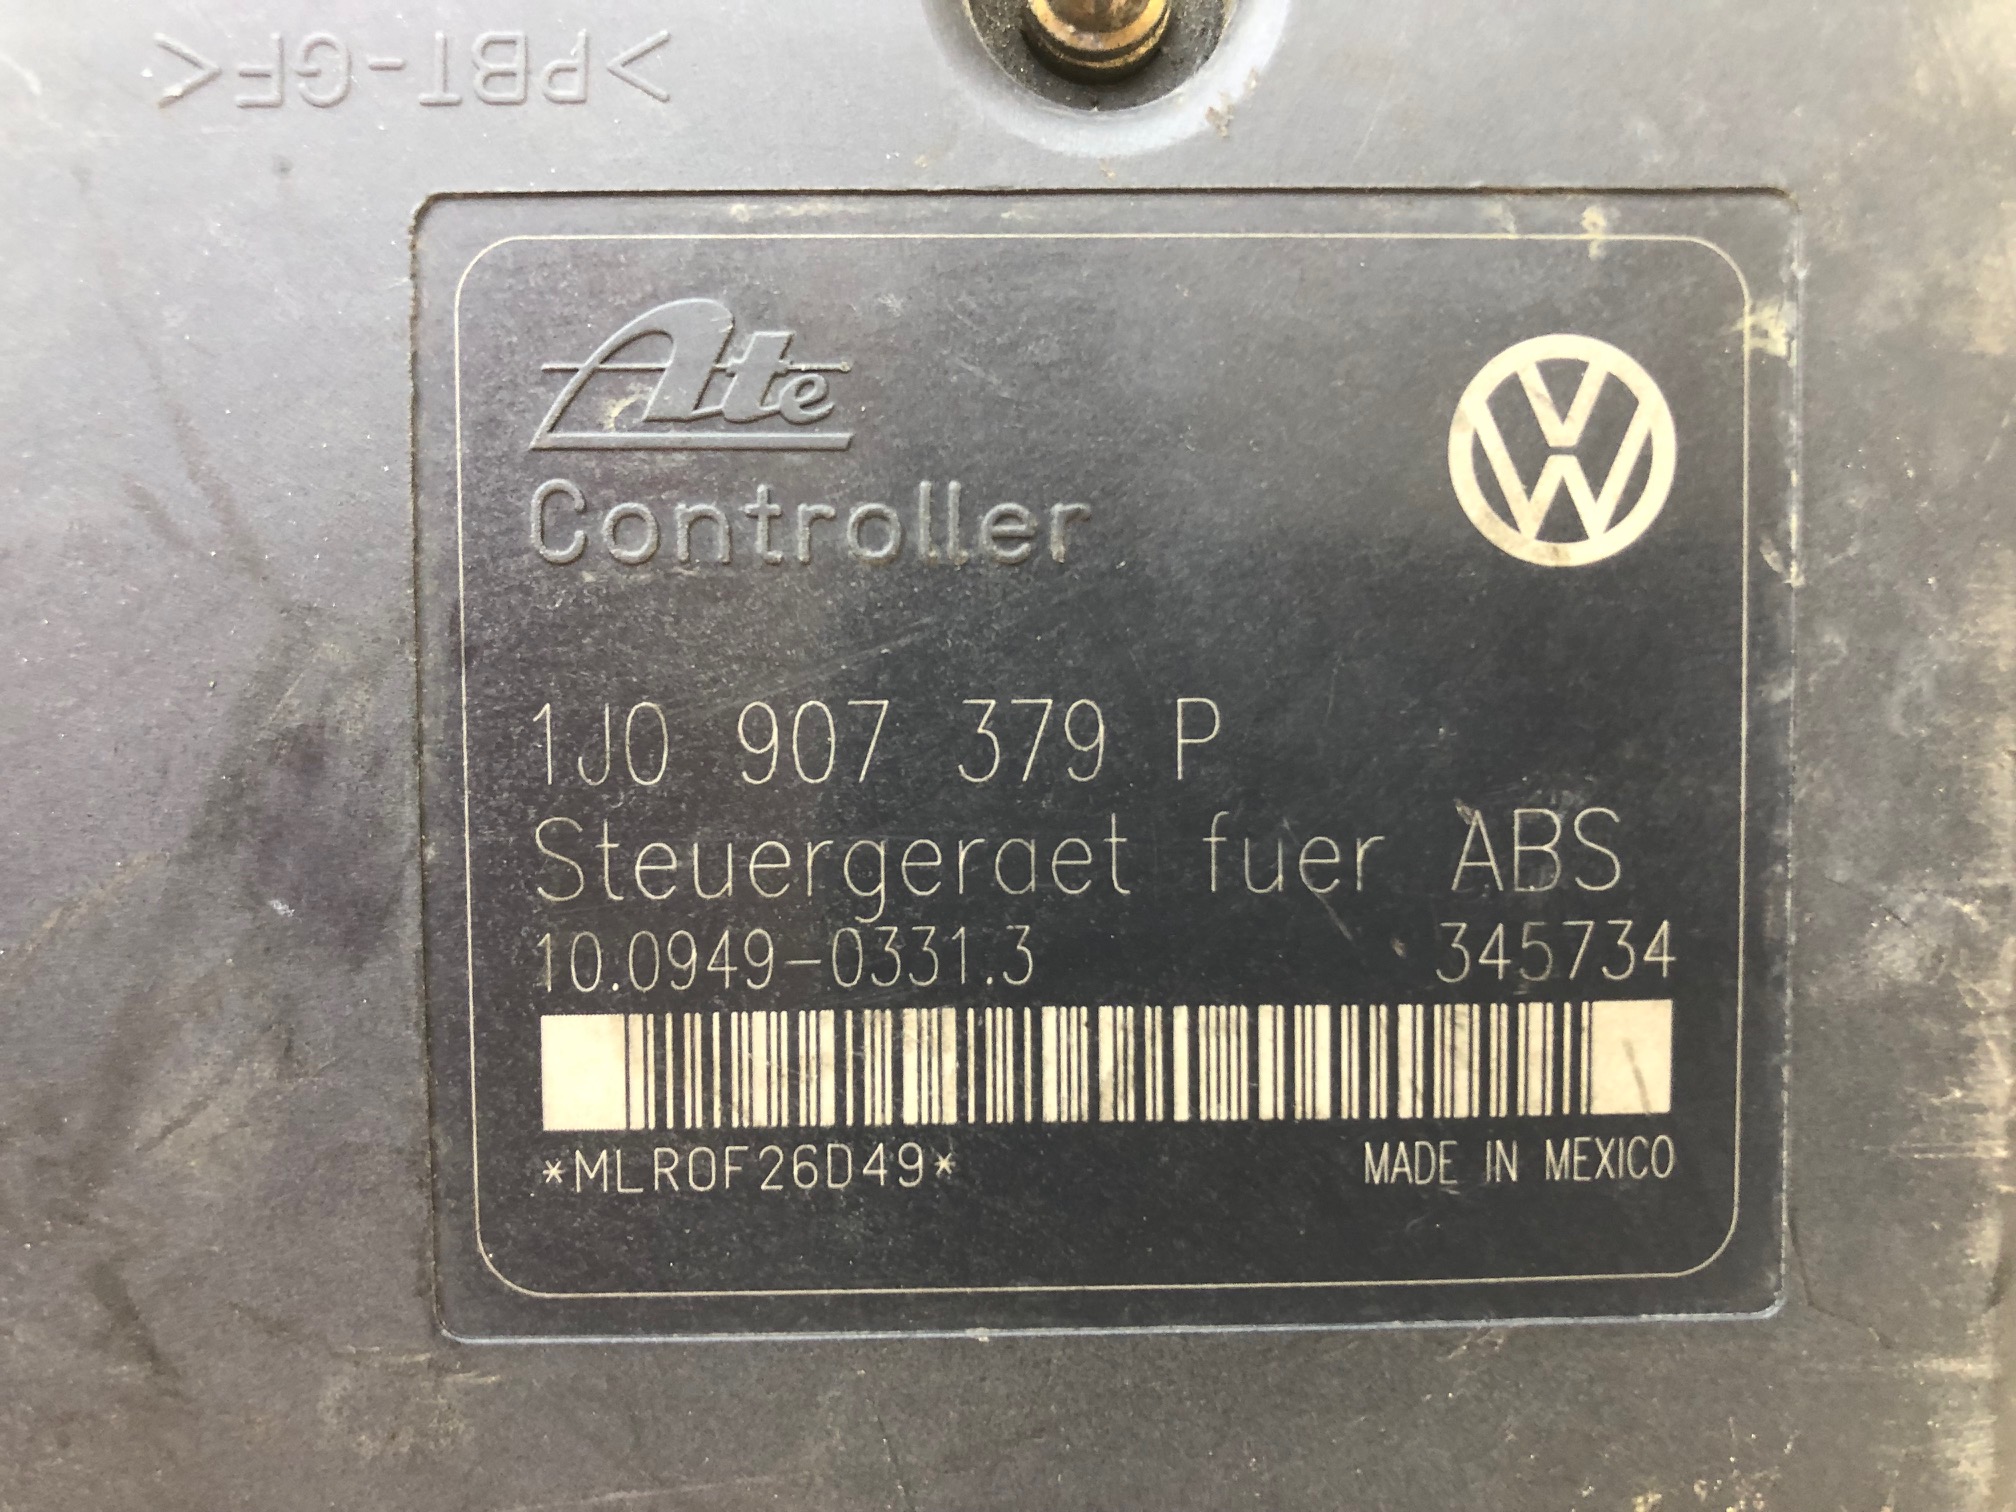 >PBT-GF<
Ate
Controller
VW
1J0 907 379 P
Steuergeraet fuer ABS
10.0949-0331.3 345734
*MLR0F26D49* MADE IN MEXICO